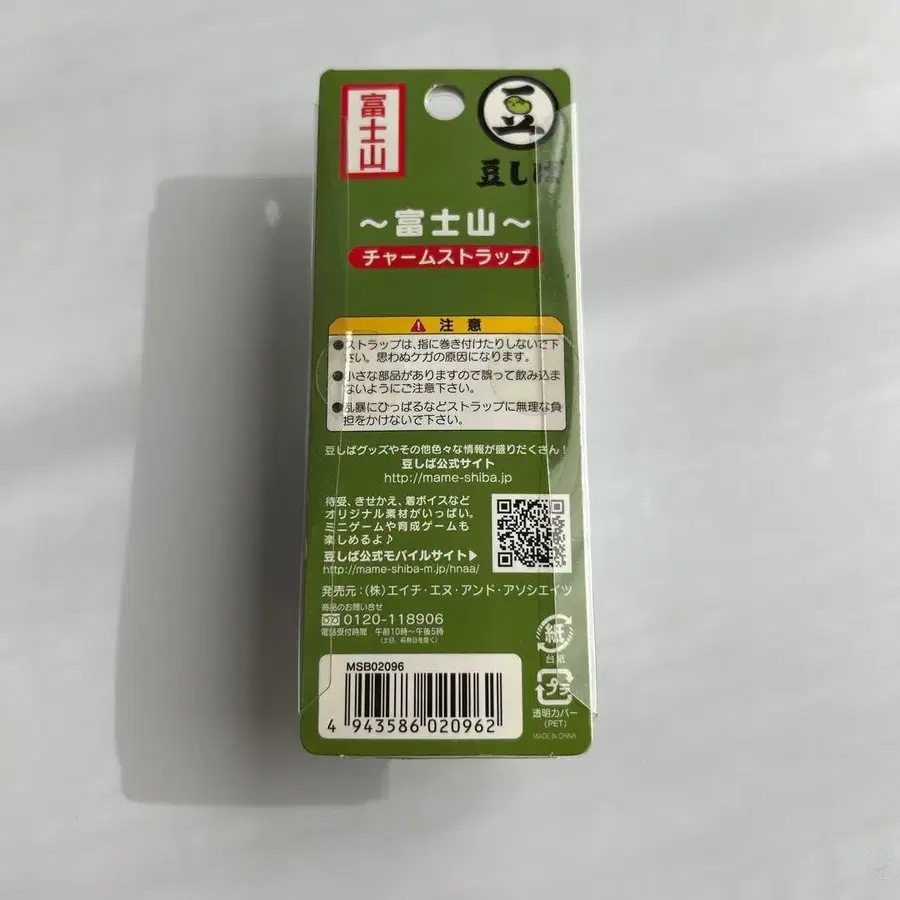 富士山
豆
豆しば
～富士山～
チャームストラップ
注意
●ストラップは、指に巻き付けたりしないで下
さい。思わぬケガの原因になります。
●小さな部品がありますので誤って飲み込ま
ないようにご注意下さい。
●乱暴にひっぱるなどストラップに無理な負
担をかけないで下さい。
豆しばグッズやその他色々な情報が盛りだくさん!
豆しば公式サイト
http://mame-shiba.jp
待受、きせかえ、着ボイスなど
オリジナル素材がいっぱい。
ミニゲームや育成ゲームも
楽しめるよ♪
豆しば公式モバイルサイト▶
http://mame-shiba-m.jp/hnaa/
発売元:(株)エイチ・エヌ・アンド・アソシエイツ
商品のお問い合せ
0120-118906
電話受付時間 午前10時～午後5時
(土日、祝祭日を除く)
紙
台紙
プラ
透明カバー
(PET)
MADE IN CHINA
MSB02096
4 943586 020962